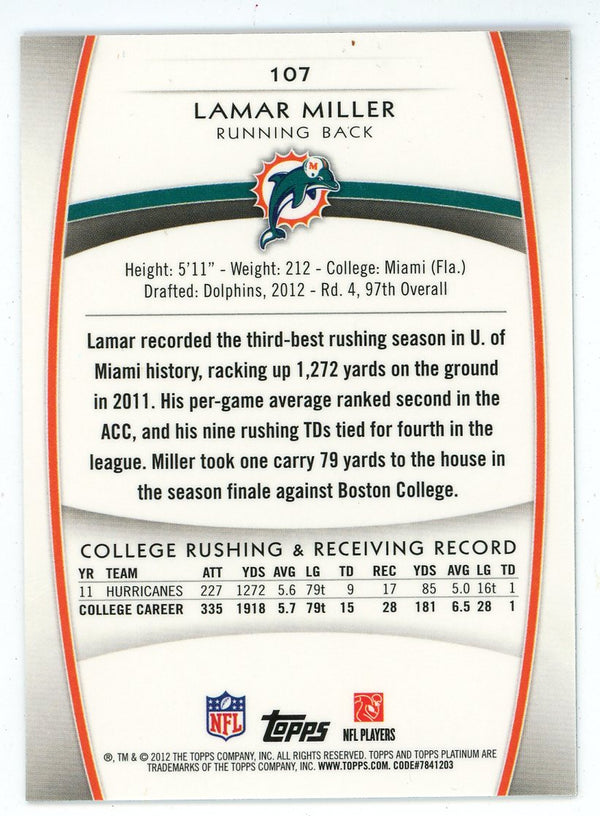 107
LAMAR MILLER
RUNNING BACK
M
Height: 5'11" - Weight: 212 - College: Miami (Fla.)
Drafted: Dolphins, 2012 - Rd. 4, 97th Overall
Lamar recorded the third-best rushing season in U. of
Miami history, racking up 1,272 yards on the ground
in 2011. His per-game average ranked second in the
ACC, and his nine rushing TDs tied for fourth in the
league. Miller took one carry 79 yards to the house in
the season finale against Boston College.
COLLEGE RUSHING & RECEIVING RECORD
YR TEAM ATT YDS AVG LG TD REC YDS AVG LG TD
11 HURRICANES 227 1272 5.6 79t 9 17 85 5.0 16t 1
COLLEGE CAREER 335 1918 5.7 79t 15 28 181 6.5 28 1
NFL Topps NFL PLAYERS
®, TM & © 2012 THE TOPPS COMPANY, INC. ALL RIGHTS RESERVED. TOPPS AND TOPPS PLATINUM ARE
TRADEMARKS OF THE TOPPS COMPANY, INC. WWW.TOPPS.COM. CODE#7841203